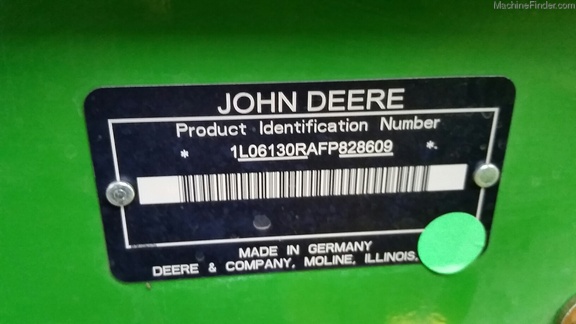 MachineFinder.com
JOHN DEERE
Product Identification Number
* 1L06130RAFP828609 *
MADE IN GERMANY
DEERE & COMPANY, MOLINE, ILLINOIS,